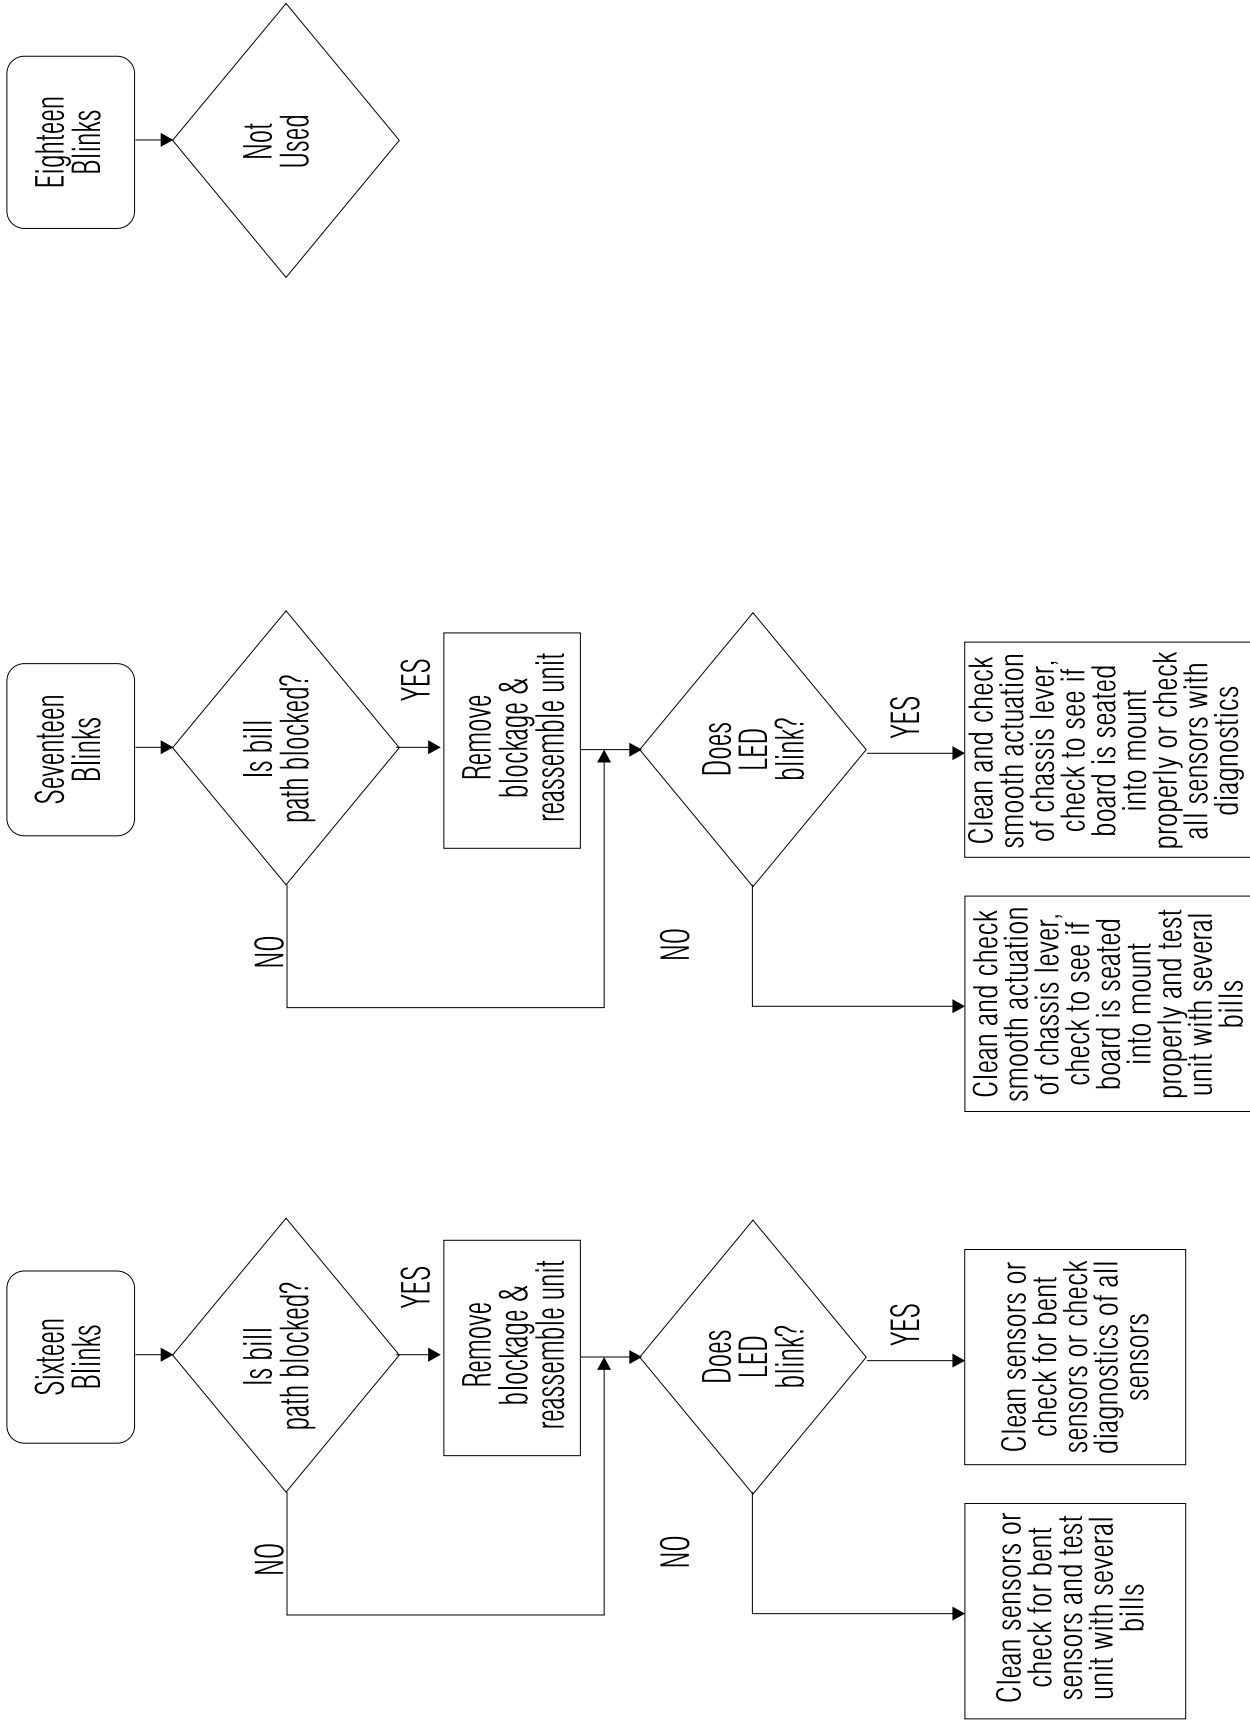 Sixteen
Blinks
Is bill
path blocked?
NO
YES
Remove
blockage &
reassemble unit
Does
LED
blink?
NO
YES
Clean sensors or
check for bent
sensors and test
unit with several
bills
Clean sensors or
check for bent
sensors or check
diagnostics of all
sensors
Seventeen
Blinks
Is bill
path blocked?
NO
YES
Remove
blockage &
reassemble unit
Does
LED
blink?
NO
YES
Clean and check
smooth actuation
of chassis lever,
check to see if
board is seated
into mount
properly and test
unit with several
bills
Clean and check
smooth actuation
of chassis lever,
check to see if
board is seated
into mount
properly or check
all sensors with
diagnostics
Eighteen
Blinks
Not
Used